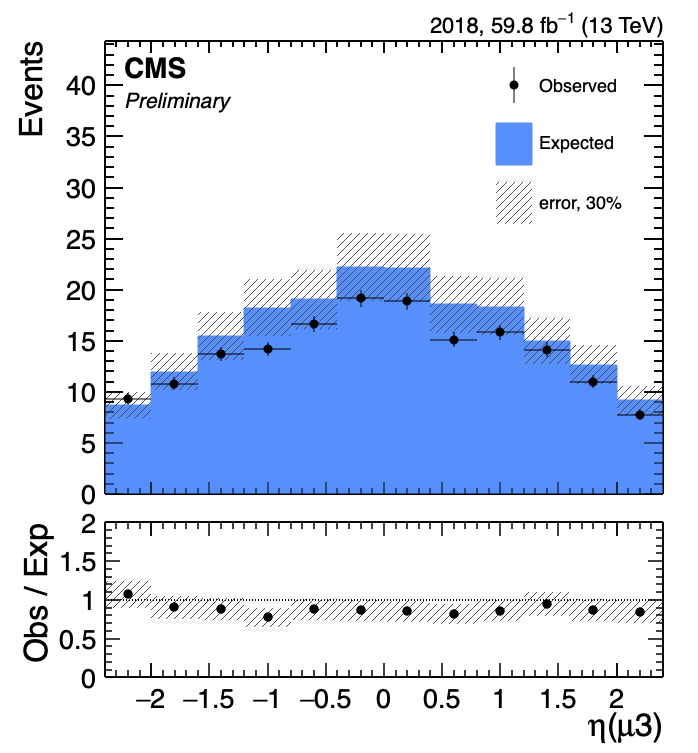 2018, 59.8 fb⁻¹ (13 TeV)
CMS
Preliminary
Observed
Expected
error, 30%
Events
40
35
30
25
20
15
10
5
0
Obs / Exp
2
1.5
1
0.5
0
−2 −1.5 −1 −0.5 0 0.5 1 1.5 2
η(μ3)